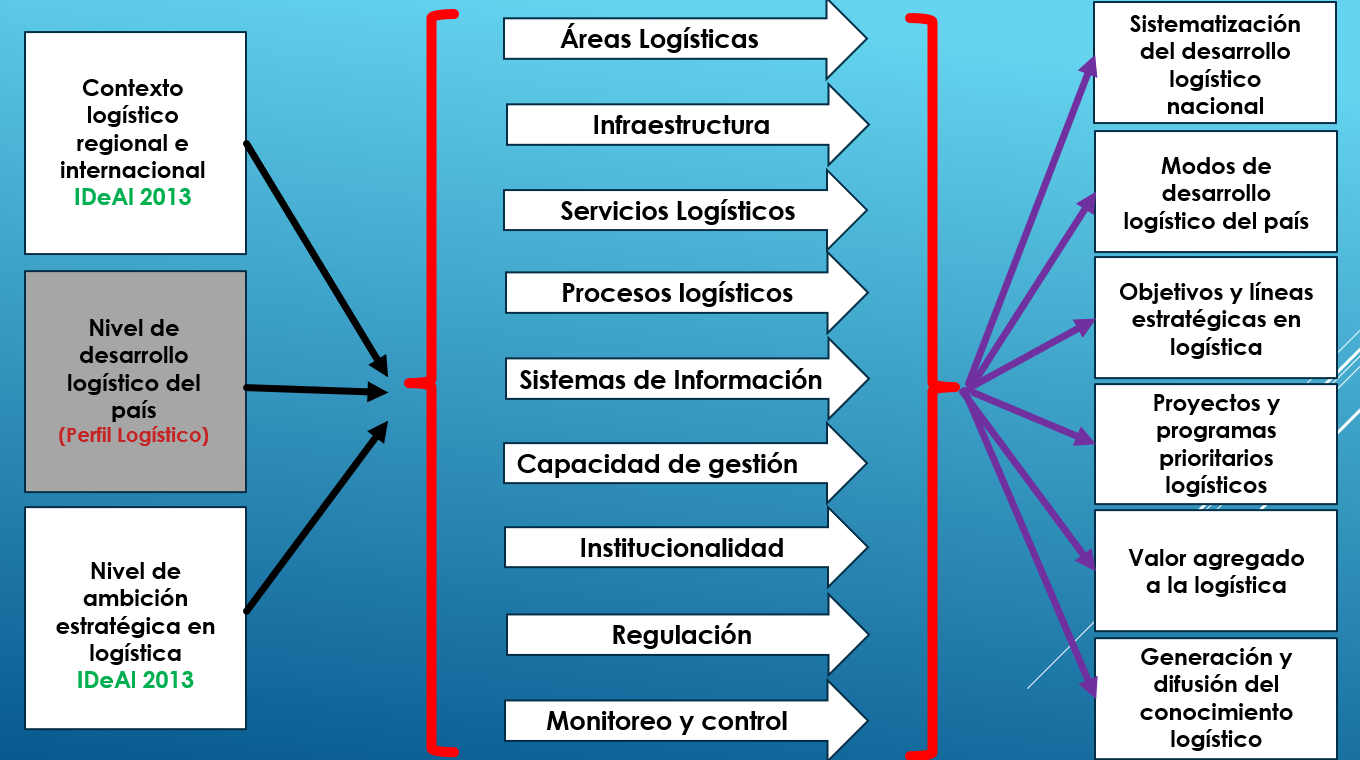 Contexto
logístico
regional e
internacional
IDeAl 2013
Nivel de
desarrollo
logístico del
país
(Perfil Logístico)
Nivel de
ambición
estratégica en
logística
IDeAl 2013
Áreas Logísticas
Infraestructura
Servicios Logísticos
Procesos logísticos
Sistemas de Información
Capacidad de gestión
Institucionalidad
Regulación
Monitoreo y control
Sistematización
del desarrollo
logístico
nacional
Modos de
desarrollo
logístico del país
Objetivos y líneas
estratégicas en
logística
Proyectos y
programas
prioritarios
logísticos
Valor agregado
a la logística
Generación y
difusión del
conocimiento
logístico